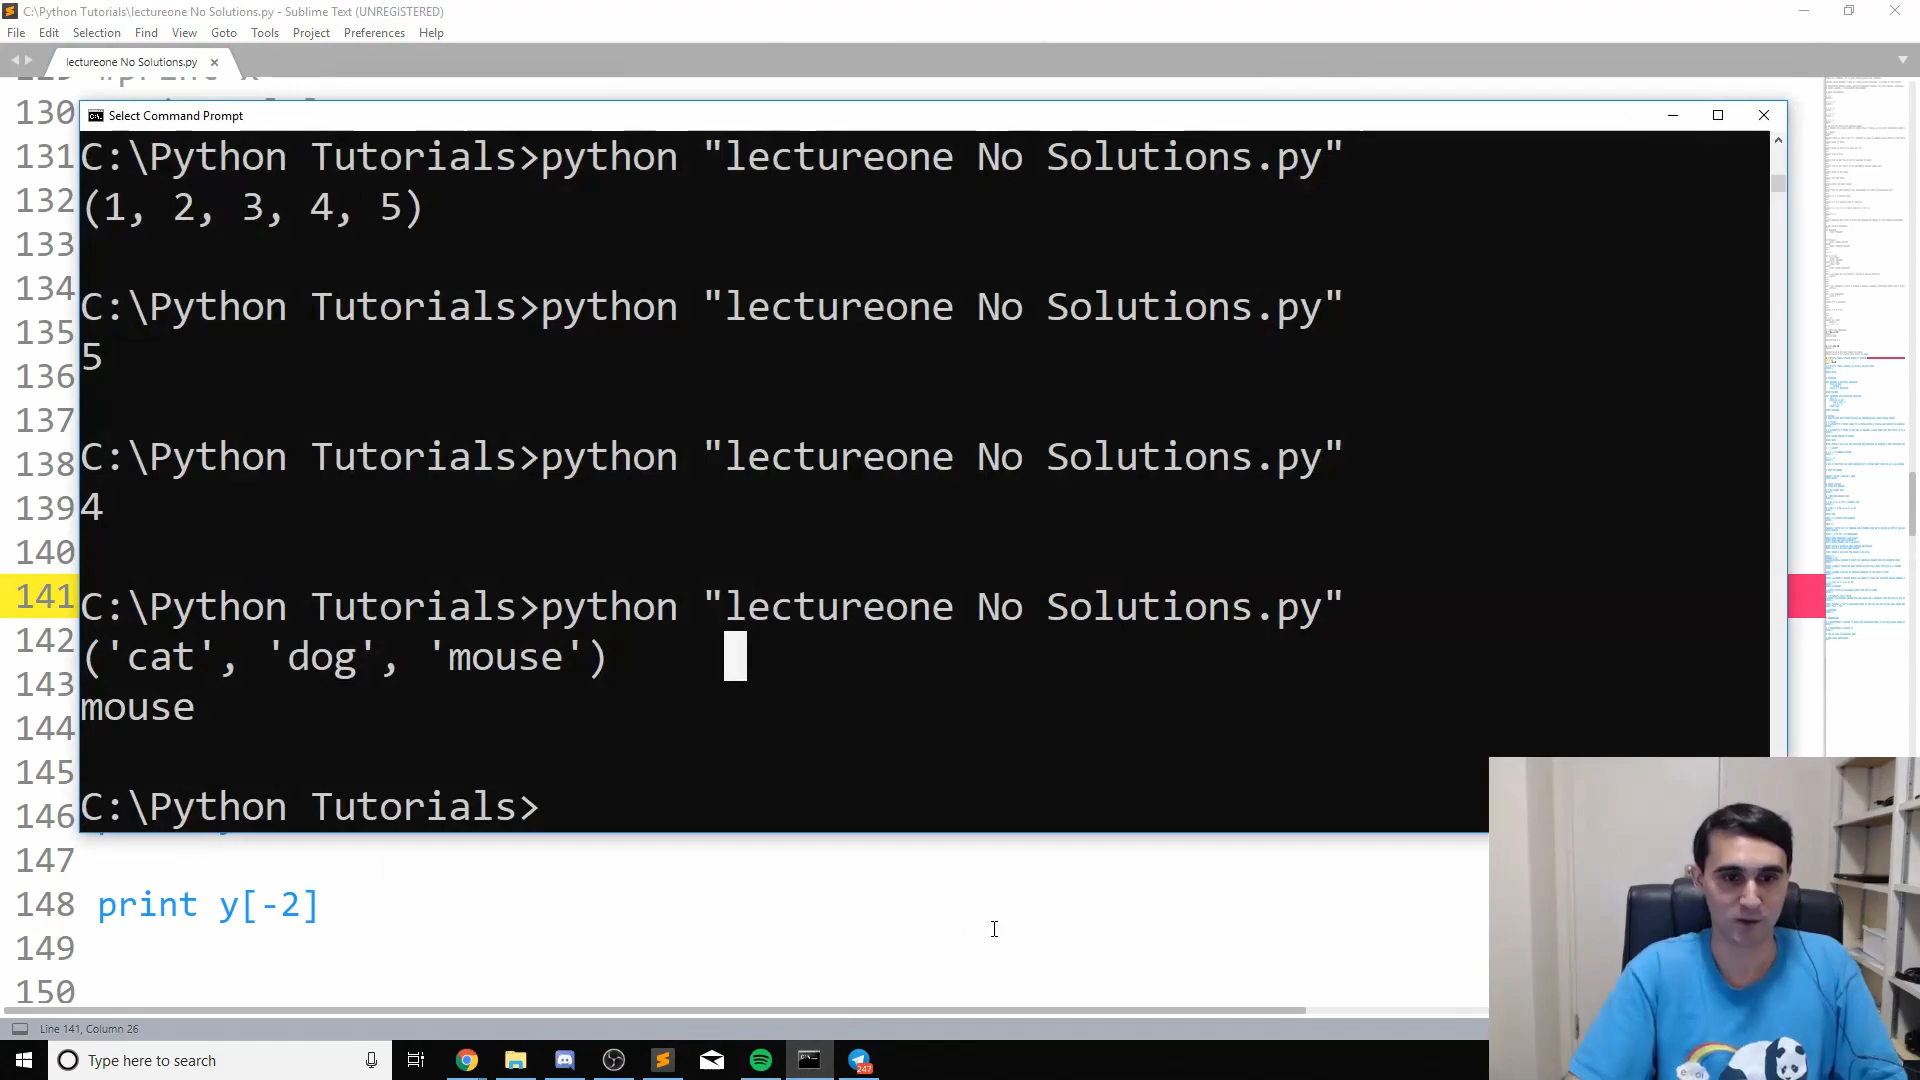 C:\Python Tutorials\lectureone No Solutions.py - Sublime Text (UNREGISTERED)
File Edit Selection Find View Goto Tools Project Preferences Help
lectureone No Solutions.py
130
Select Command Prompt
131
C:\Python Tutorials>python "lectureone No Solutions.py"
132
(1, 2, 3, 4, 5)
133
134
C:\Python Tutorials>python "lectureone No Solutions.py"
135
5
136
137
138
C:\Python Tutorials>python "lectureone No Solutions.py"
139
4
140
141
C:\Python Tutorials>python "lectureone No Solutions.py"
142
('cat', 'dog', 'mouse')
143
mouse
144
145
146
C:\Python Tutorials>
147
148 print y[-2]
149
150
Line 141, Column 26
Type here to search
247